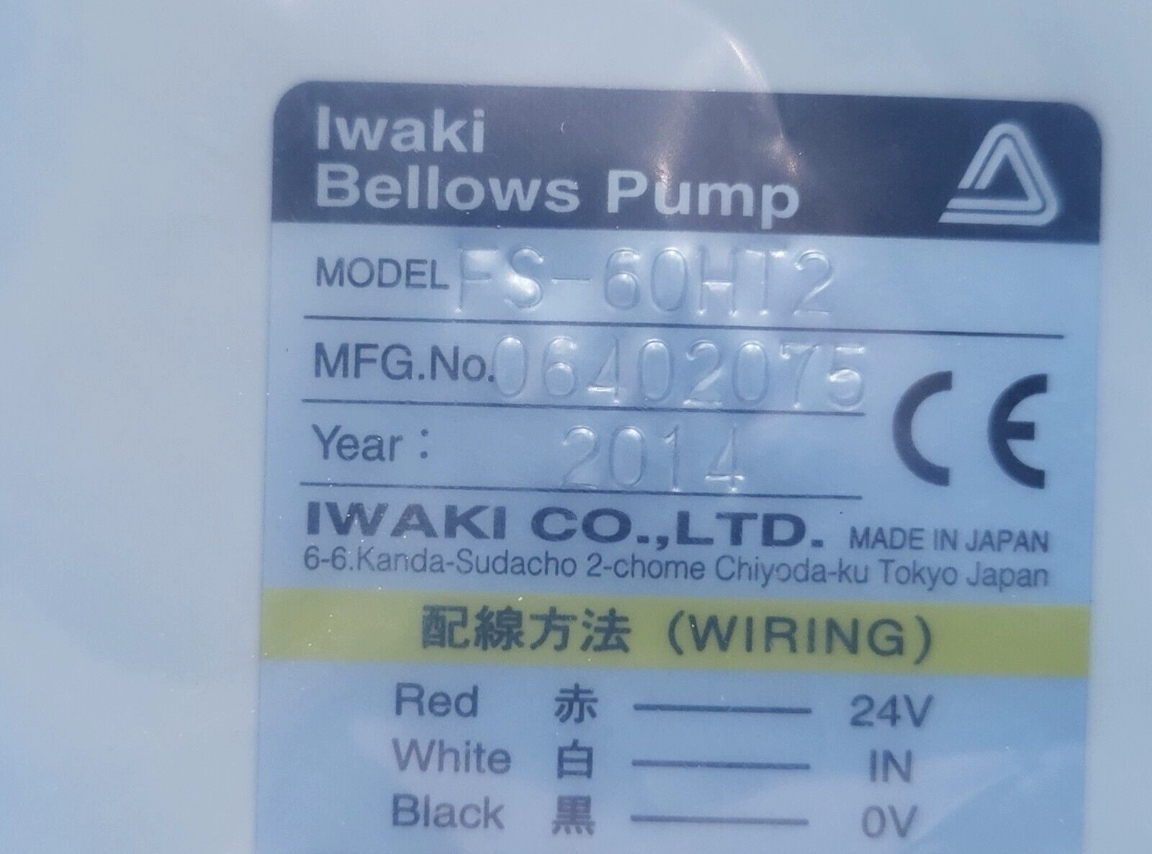 Iwaki
Bellows Pump
MODEL FS-60HT2
MFG.No. 06402075
Year : 2014
CE
IWAKI CO.,LTD. MADE IN JAPAN
6-6.Kanda-Sudacho 2-chome Chiyoda-ku Tokyo Japan
配線方法 (WIRING)
Red 赤 24V
White 白 IN
Black 黒 0V